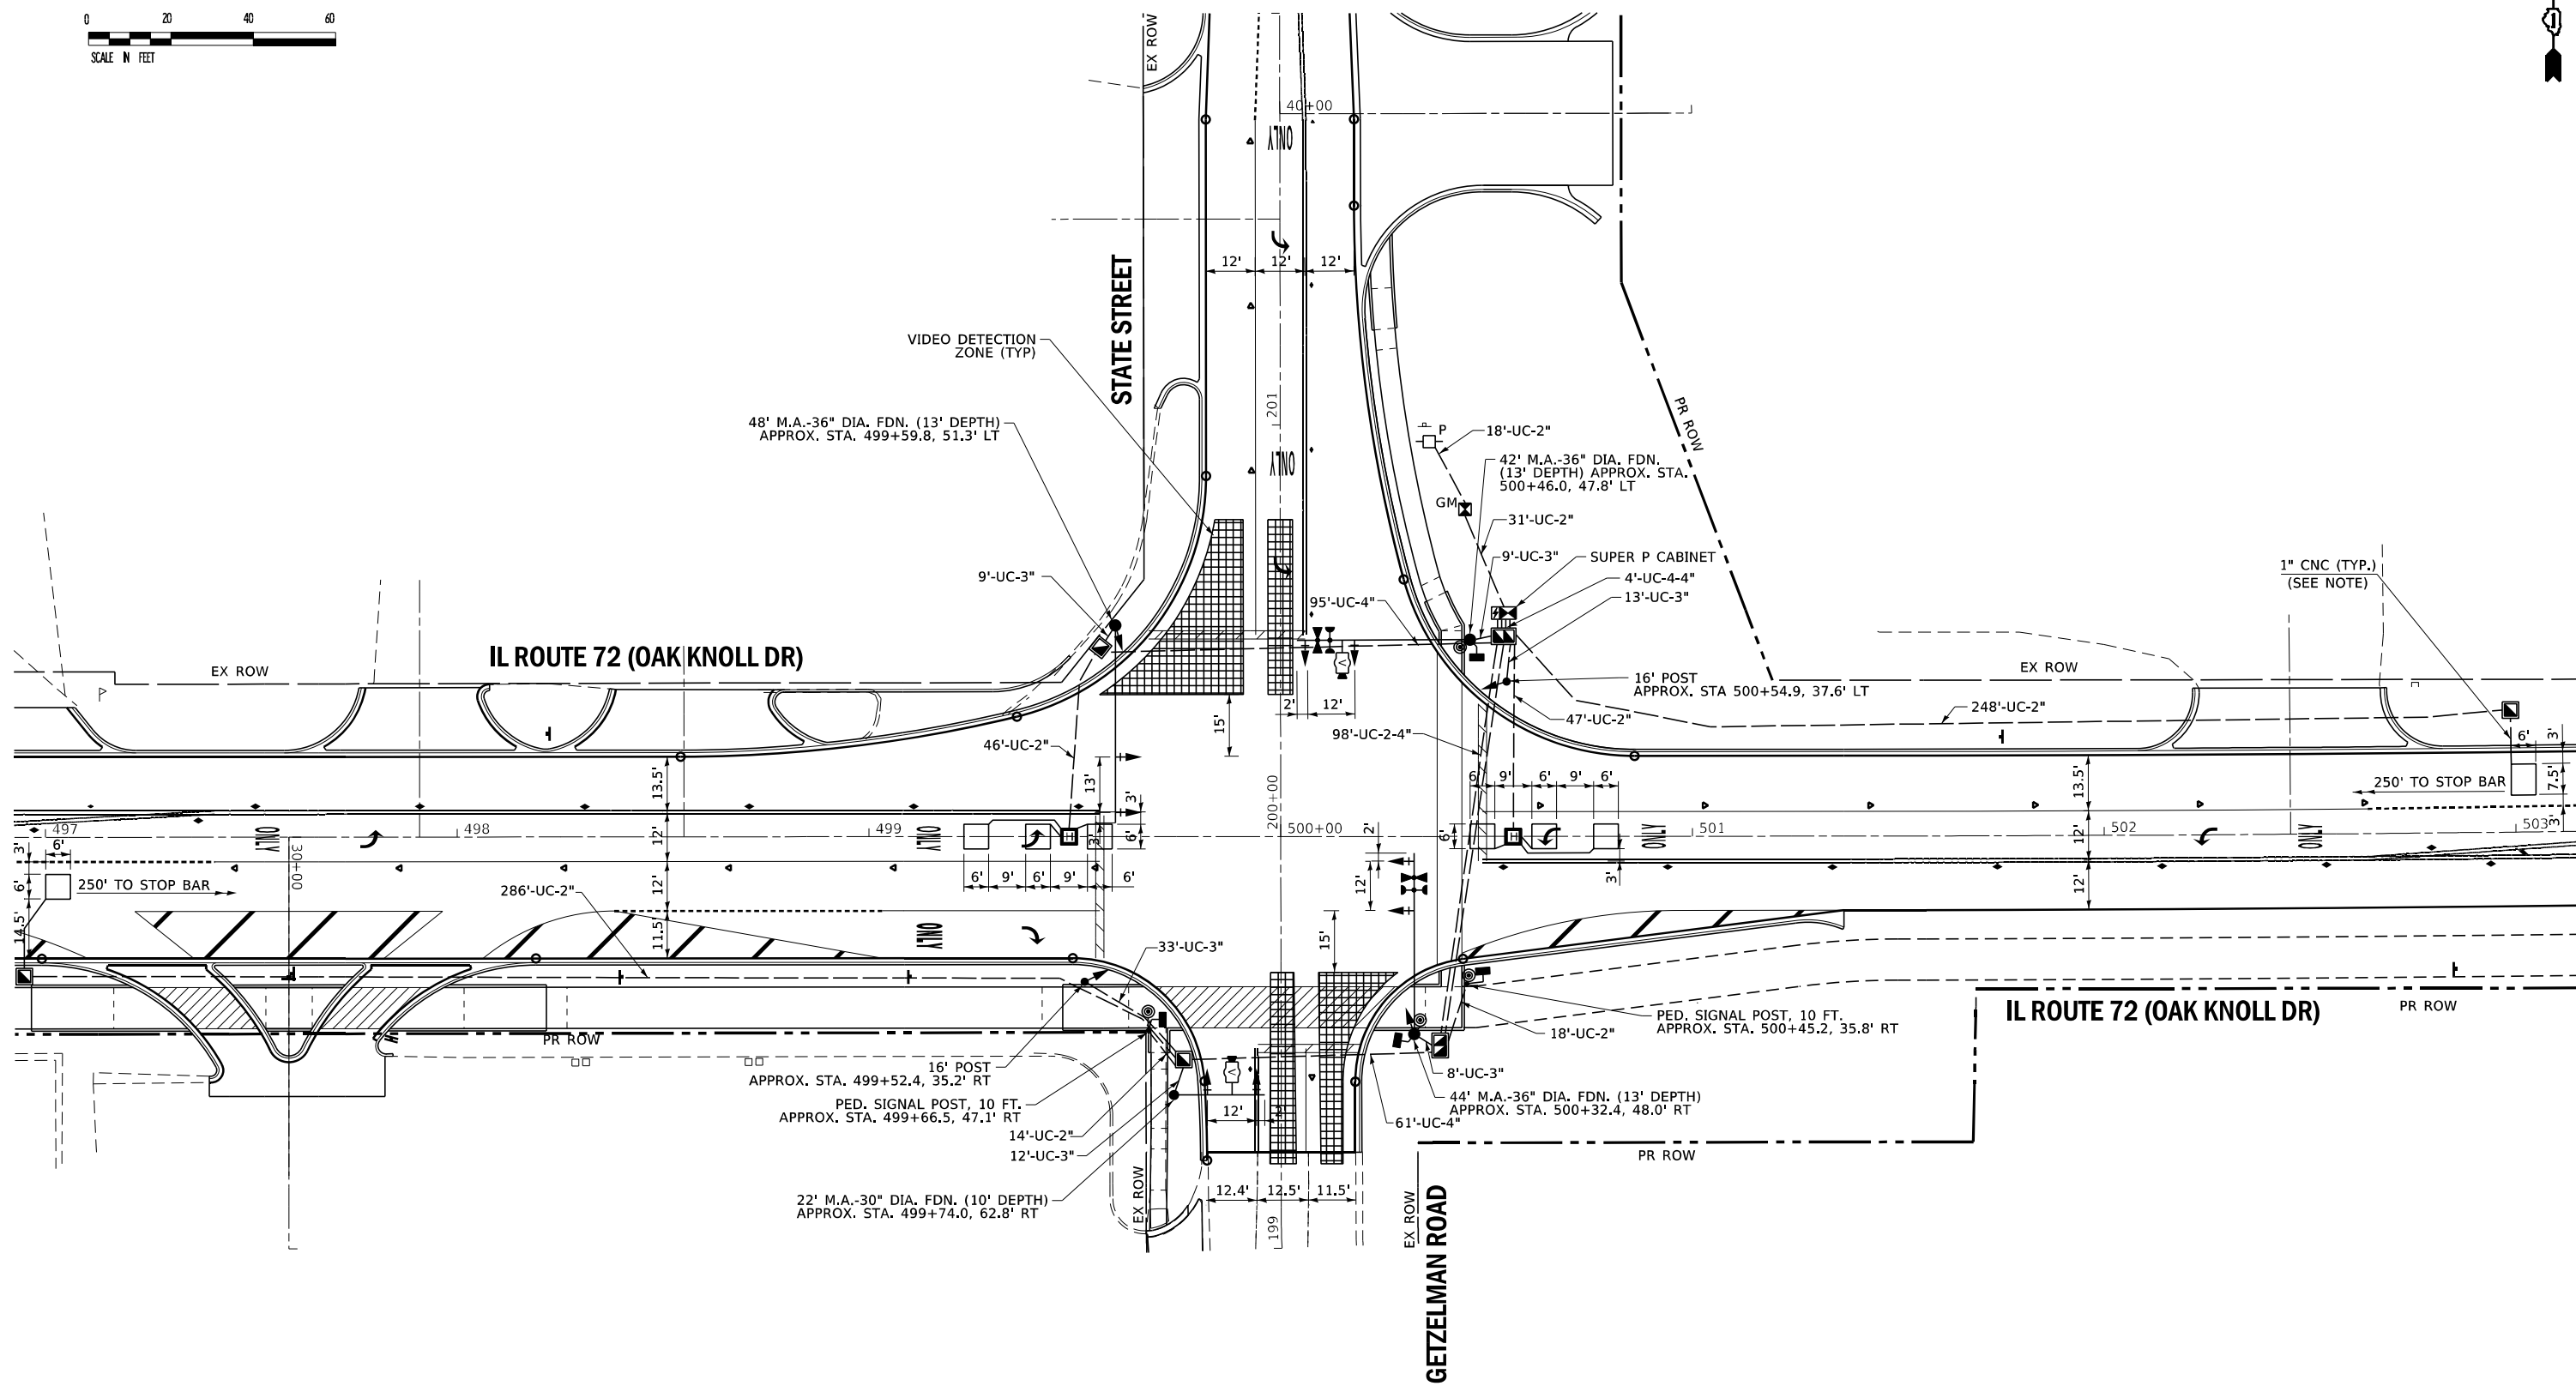 0 20 40 60
SCALE IN FEET
EX ROW
40+00
ONLY
12' 12' 12'
STATE STREET
VIDEO DETECTION
ZONE (TYP)
201
ONLY
PR ROW
48' M.A.-36" DIA. FDN. (13' DEPTH)
APPROX. STA. 499+59.8, 51.3' LT
P
P
18'-UC-2"
42' M.A.-36" DIA. FDN.
(13' DEPTH) APPROX. STA.
500+46.0, 47.8' LT
GM
31'-UC-2"
9'-UC-3"
SUPER P CABINET
4'-UC-4-4"
13'-UC-3"
9'-UC-3"
95'-UC-4"
1" CNC (TYP.)
(SEE NOTE)
IL ROUTE 72 (OAK KNOLL DR)
EX ROW
P
EX ROW
16' POST
APPROX. STA 500+54.9, 37.6' LT
2' 12'
15'
47'-UC-2"
248'-UC-2"
46'-UC-2"
98'-UC-2-4"
V
13.5'
13'
3'
6' 9' 6' 9' 6'
13.5'
250' TO STOP BAR
6'
3'
7.5'
3'
497
ONLY
498
12'
499
ONLY
3'
6'
200+00
500+00
2'
6'
501
ONLY
12'
502
ONLY
503
3'
6'
6'
250' TO STOP BAR
30+00
286'-UC-2"
12'
6' 9' 6' 9' 6'
12'
3'
12'
14.5'
11.5'
ONLY
15'
33'-UC-3"
H
PR ROW
16' POST
APPROX. STA. 499+52.4, 35.2' RT
PED. SIGNAL POST, 10 FT.
APPROX. STA. 499+66.5, 47.1' RT
14'-UC-2"
12'-UC-3"
22' M.A.-30" DIA. FDN. (10' DEPTH)
APPROX. STA. 499+74.0, 62.8' RT
V
12' 2'
12.4' 12.5' 11.5'
199
EX ROW
18'-UC-2"
PED. SIGNAL POST, 10 FT.
APPROX. STA. 500+45.2, 35.8' RT
8'-UC-3"
44' M.A.-36" DIA. FDN. (13' DEPTH)
APPROX. STA. 500+32.4, 48.0' RT
61'-UC-4"
IL ROUTE 72 (OAK KNOLL DR)
PR ROW
PR ROW
EX ROW
GETZELMAN ROAD